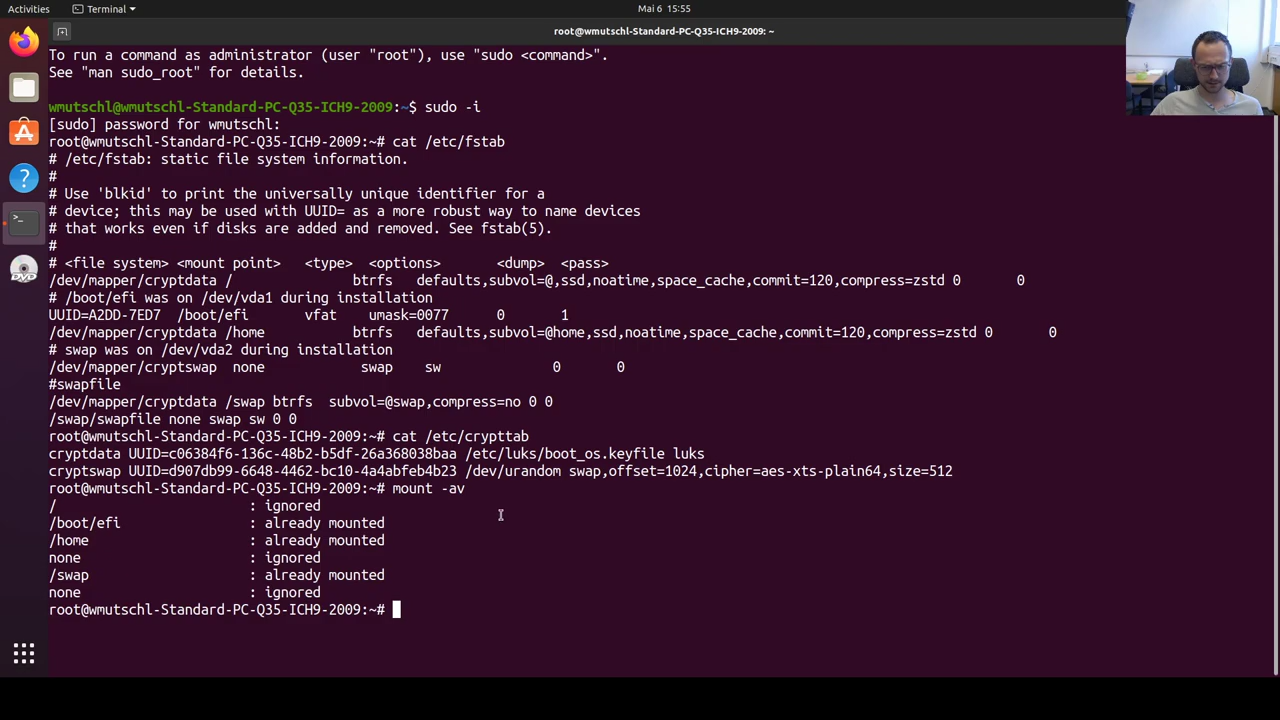 Activities
Terminal
Mai 6 15:55
root@wmutschl-Standard-PC-Q35-ICH9-2009: ~
To run a command as administrator (user "root"), use "sudo <command>".
See "man sudo_root" for details.
wmutschl@wmutschl-Standard-PC-Q35-ICH9-2009:~$ sudo -i
[sudo] password for wmutschl:
root@wmutschl-Standard-PC-Q35-ICH9-2009:~# cat /etc/fstab
# /etc/fstab: static file system information.
#
# Use 'blkid' to print the universally unique identifier for a
# device; this may be used with UUID= as a more robust way to name devices
# that works even if disks are added and removed. See fstab(5).
#
# <file system> <mount point>   <type>  <options>       <dump>  <pass>
/dev/mapper/cryptdata /               btrfs   defaults,subvol=@,ssd,noatime,space_cache,commit=120,compress=zstd 0       0
# /boot/efi was on /dev/vda1 during installation
UUID=A2DD-7ED7  /boot/efi       vfat    umask=0077      0       1
/dev/mapper/cryptdata /home           btrfs   defaults,subvol=@home,ssd,noatime,space_cache,commit=120,compress=zstd 0       0
# swap was on /dev/vda2 during installation
/dev/mapper/cryptswap  none            swap    sw              0       0
#swapfile
/dev/mapper/cryptdata /swap btrfs  subvol=@swap,compress=no 0 0
/swap/swapfile none swap sw 0 0
root@wmutschl-Standard-PC-Q35-ICH9-2009:~# cat /etc/crypttab
cryptdata UUID=c06384f6-136c-48b2-b5df-26a368038baa /etc/luks/boot_os.keyfile luks
cryptswap UUID=d907db99-6648-4462-bc10-4a4abfeb4b23 /dev/urandom swap,offset=1024,cipher=aes-xts-plain64,size=512
root@wmutschl-Standard-PC-Q35-ICH9-2009:~# mount -av
/                        : ignored
/boot/efi                : already mounted
/home                    : already mounted
none                     : ignored
/swap                    : already mounted
none                     : ignored
root@wmutschl-Standard-PC-Q35-ICH9-2009:~#